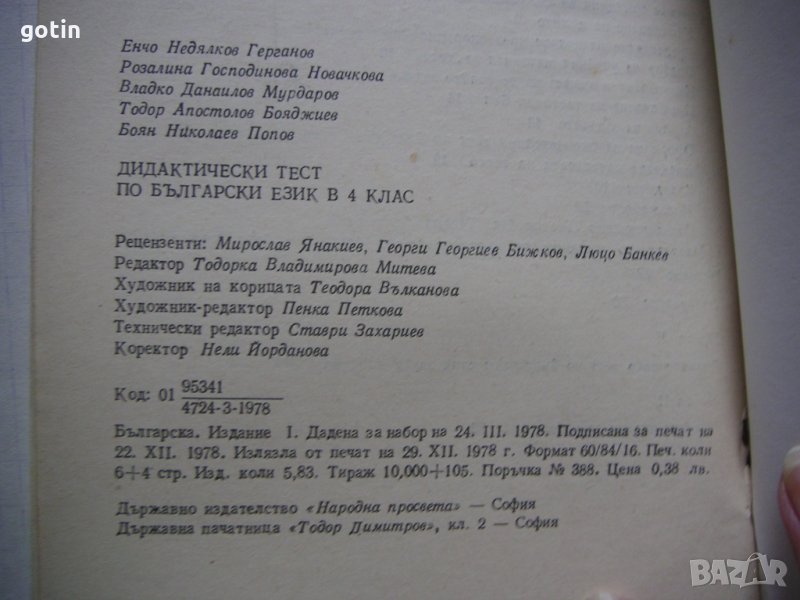 gotin
Енчо Недялков Герганов
Розалина Господинова Новачкова
Владко Данаилов Мурдаров
Тодор Апостолов Бояджиев
Боян Николаев Попов
ДИДАКТИЧЕСКИ ТЕСТ
ПО БЪЛГАРСКИ ЕЗИК В 4 КЛАС
Рецензенти: Мирослав Янакиев, Георги Георгиев Бижков, Люцо Банкев
Редактор Тодорка Владимирова Митева
Художник на корицата Теодора Вълканова
Художник-редактор Пенка Петкова
Технически редактор Ставри Захариев
Коректор Нели Йорданова
Код: 01 95341
4724-3-1978
Българска. Издание I. Дадена за набор на 24. III. 1978. Подписана за печат на
22. XII. 1978. Излязла от печат на 29. XII. 1978 г. Формат 60/84/16. Печ. коли
6+4 стр. Изд. коли 5,83. Тираж 10,000+105. Поръчка № 388. Цена 0,38 лв.
Държавно издателство «Народна просвета» — София
Държавна пачатница «Тодор Димитров», кл. 2 — София
BAZAR